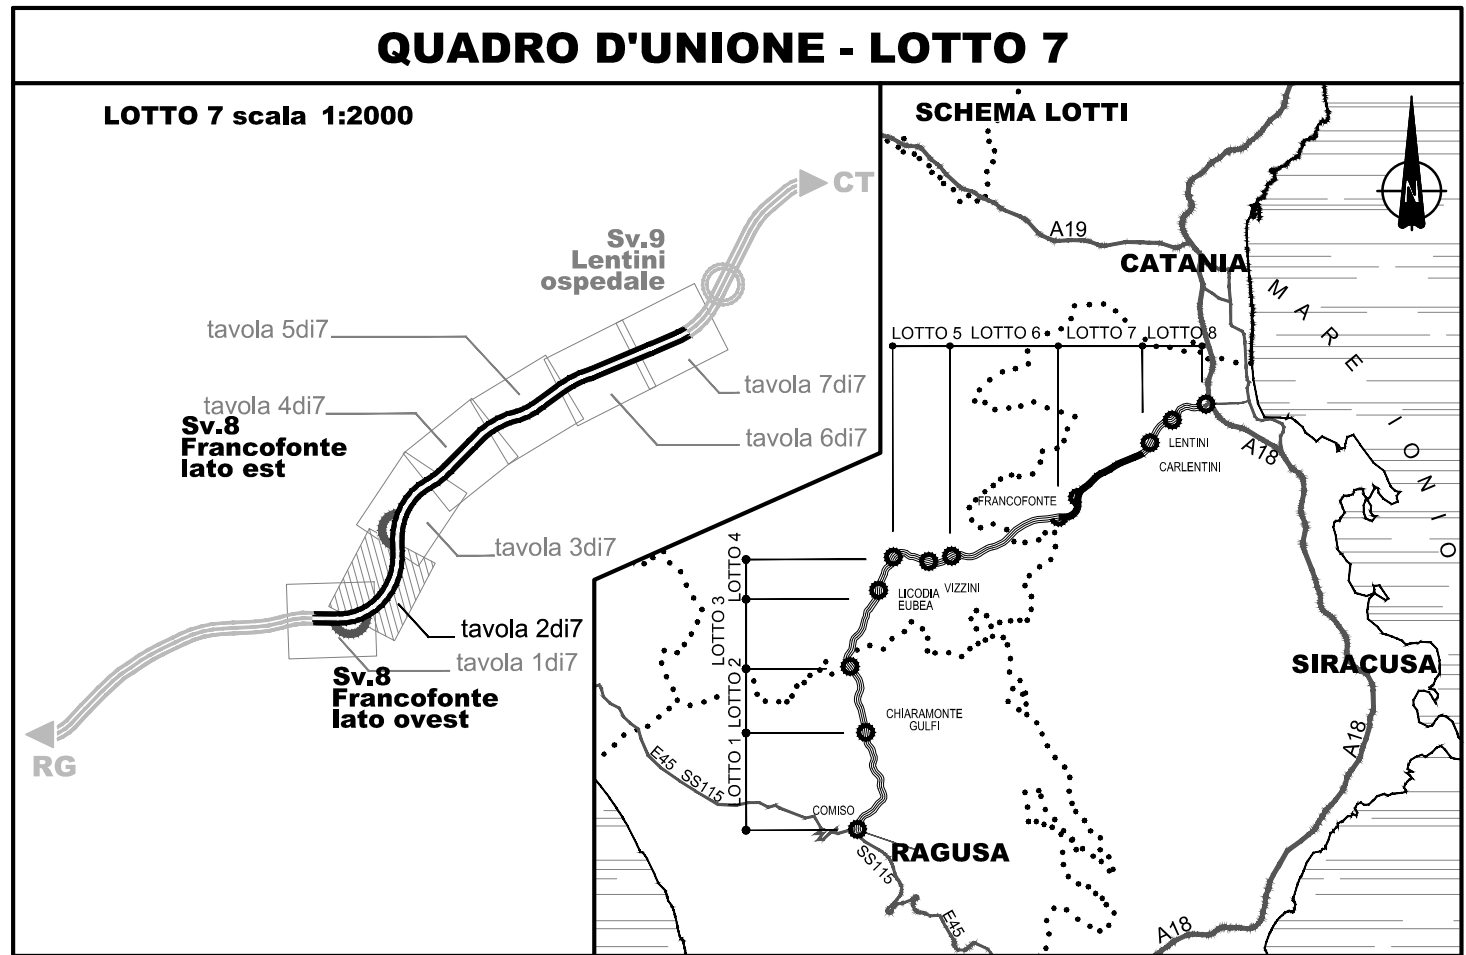 QUADRO D'UNIONE - LOTTO 7
LOTTO 7 scala 1:2000
CT
Sv.9
Lentini
ospedale
tavola 5di7
tavola 7di7
tavola 4di7
Sv.8
Francofonte
lato est
tavola 6di7
tavola 3di7
tavola 2di7
tavola 1di7
Sv.8
Francofonte
lato ovest
RG
SCHEMA LOTTI
N
A19
CATANIA
MARE IONIO
LOTTO 5
LOTTO 6
LOTTO 7
LOTTO 8
LENTINI
A18
CARLENTINI
FRANCOFONTE
LOTTO 4
VIZZINI
LICODIA
EUBEA
LOTTO 3
SIRACUSA
LOTTO 2
CHIARAMONTE
GULFI
A18
LOTTO 1
E45 SS115
COMISO
RAGUSA
SS115
E45
A18